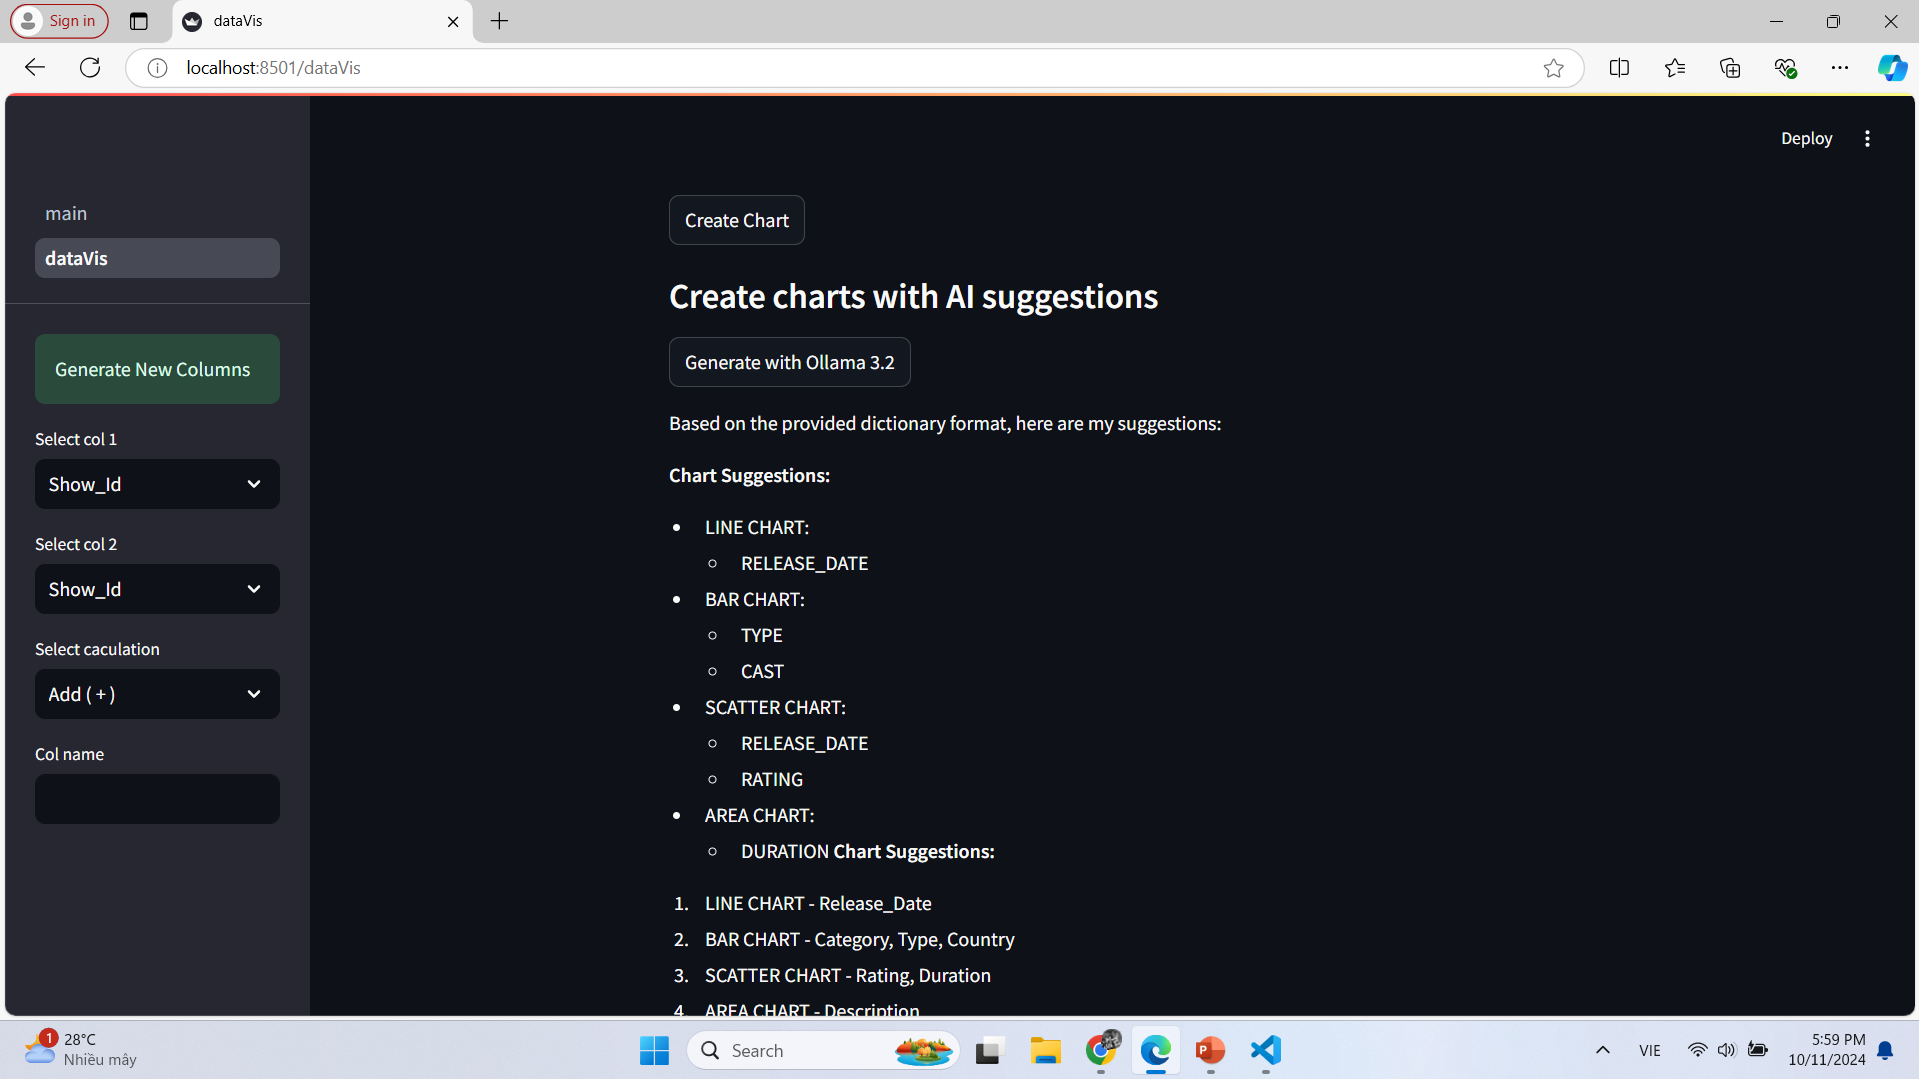 Sign in
dataVis
localhost:8501/dataVis
Deploy
main
dataVis
Generate New Columns
Select col 1
Show_Id
Select col 2
Show_Id
Select caculation
Add ( + )
Col name
Create Chart
Create charts with AI suggestions
Generate with Ollama 3.2
Based on the provided dictionary format, here are my suggestions:
Chart Suggestions:
LINE CHART:
RELEASE_DATE
BAR CHART:
TYPE
CAST
SCATTER CHART:
RELEASE_DATE
RATING
AREA CHART:
DURATION Chart Suggestions:
1. LINE CHART - Release_Date
2. BAR CHART - Category, Type, Country
3. SCATTER CHART - Rating, Duration
4. AREA CHART - Description
1
28°C
Nhiều mây
Search
VIE
5:59 PM
10/11/2024